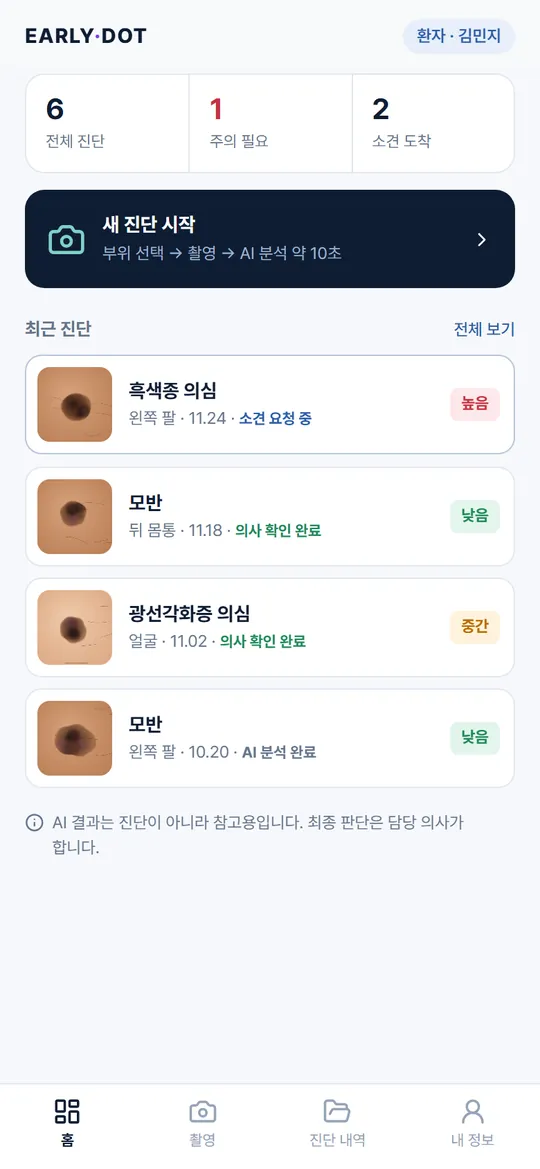 EARLY·DOT
환자 · 김민지
6
전체 진단
1
주의 필요
2
소견 도착
새 진단 시작
부위 선택 → 촬영 → AI 분석 약 10초
최근 진단
전체 보기
흑색종 의심
왼쪽 팔 · 11.24 · 소견 요청 중
높음
모반
뒤 몸통 · 11.18 · 의사 확인 완료
낮음
광선각화증 의심
얼굴 · 11.02 · 의사 확인 완료
중간
모반
왼쪽 팔 · 10.20 · AI 분석 완료
낮음
AI 결과는 진단이 아니라 참고용입니다. 최종 판단은 담당 의사가
합니다.
홈
촬영
진단 내역
내 정보